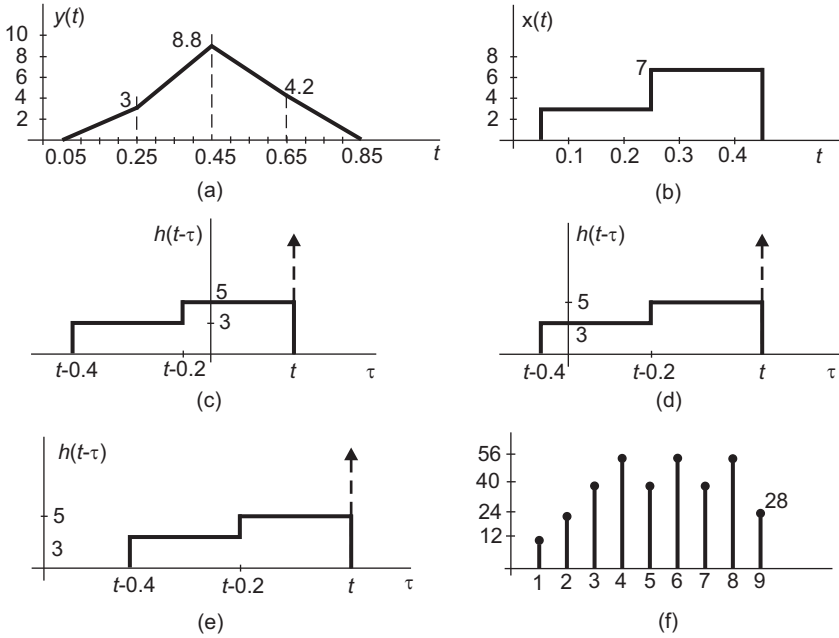 y(t)
10
8
6
4
2
3
8.8
4.2
0.05 0.25 0.45 0.65 0.85 t
(a)
x(t)
8
6
4
2
7
0.1 0.2 0.3 0.4 t
(b)
h(t-τ)
5
3
t-0.4 t-0.2 t τ
(c)
h(t-τ)
5
3
t-0.4 t-0.2 t τ
(d)
h(t-τ)
5
3
t-0.4 t-0.2 t τ
(e)
56
40
24
12
28
1 2 3 4 5 6 7 8 9
(f)